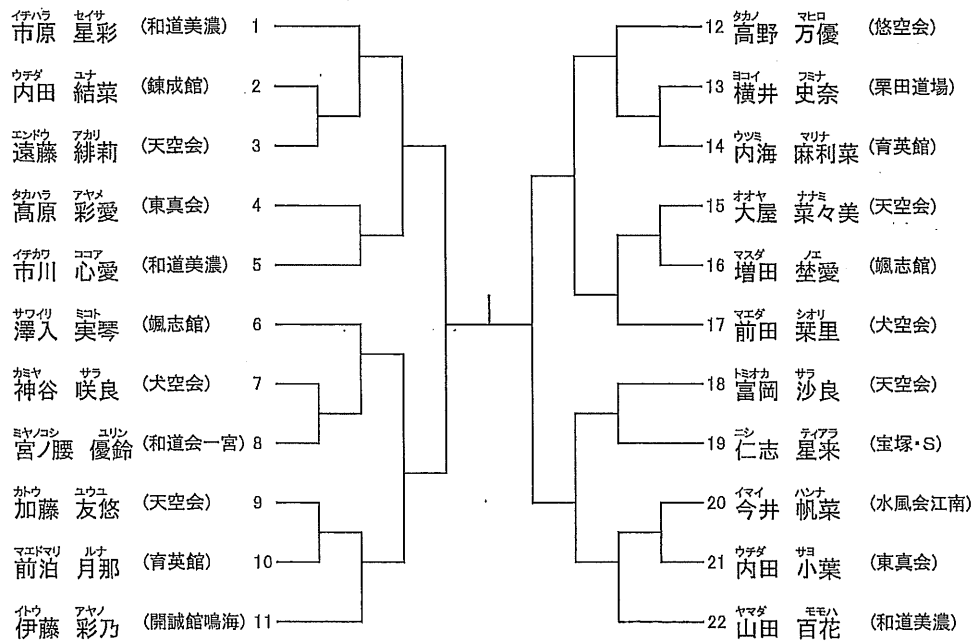 イチハラ セイサ
市原 星彩 (和道美濃) 1
ウチダ ユナ
内田 結菜 (錬成館) 2
エンドウ アカリ
遠藤 緋莉 (天空会) 3
タカハラ アヤメ
高原 彩愛 (東真会) 4
イチカワ ココア
市川 心愛 (和道美濃) 5
サワイリ ミコト
澤入 実琴 (颯志館) 6
カミヤ サラ
神谷 咲良 (犬空会) 7
ミヤノコシ ユリン
宮ノ腰 優鈴 (和道会一宮) 8
カトウ ユウユ
加藤 友悠 (天空会) 9
マエドマリ ルナ
前泊 月那 (育英館) 10
イトウ アヤノ
伊藤 彩乃 (開誠館鳴海) 11
タカノ マヒロ
12 高野 万優 (悠空会)
ヨコイ フミナ
13 横井 史奈 (栗田道場)
ウツミ マリナ
14 内海 麻利菜 (育英館)
オオヤ ナナミ
15 大屋 菜々美 (天空会)
マスダ ノエ
16 増田 埜愛 (颯志館)
マエダ シオリ
17 前田 栞里 (犬空会)
トミオカ サラ
18 富岡 沙良 (天空会)
ニシ ティアラ
19 仁志 星来 (宝塚・S)
イマイ ハンナ
20 今井 帆菜 (水風会江南)
ウチダ サヨ
21 内田 小葉 (東真会)
ヤマダ モモハ
22 山田 百花 (和道美濃)